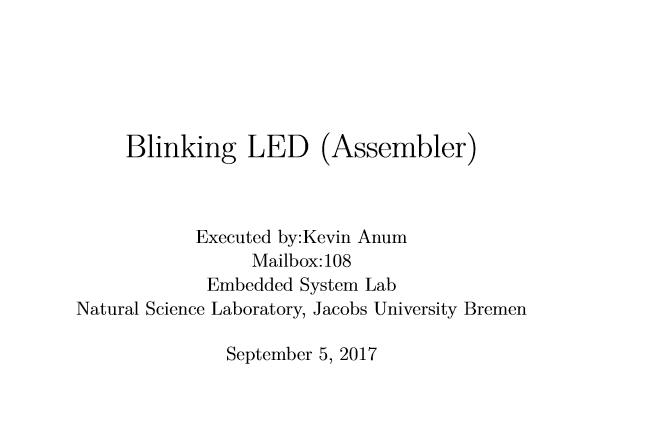 Blinking LED (Assembler)
Executed by:Kevin Anum
Mailbox:108
Embedded System Lab
Natural Science Laboratory, Jacobs University Bremen
September 5, 2017